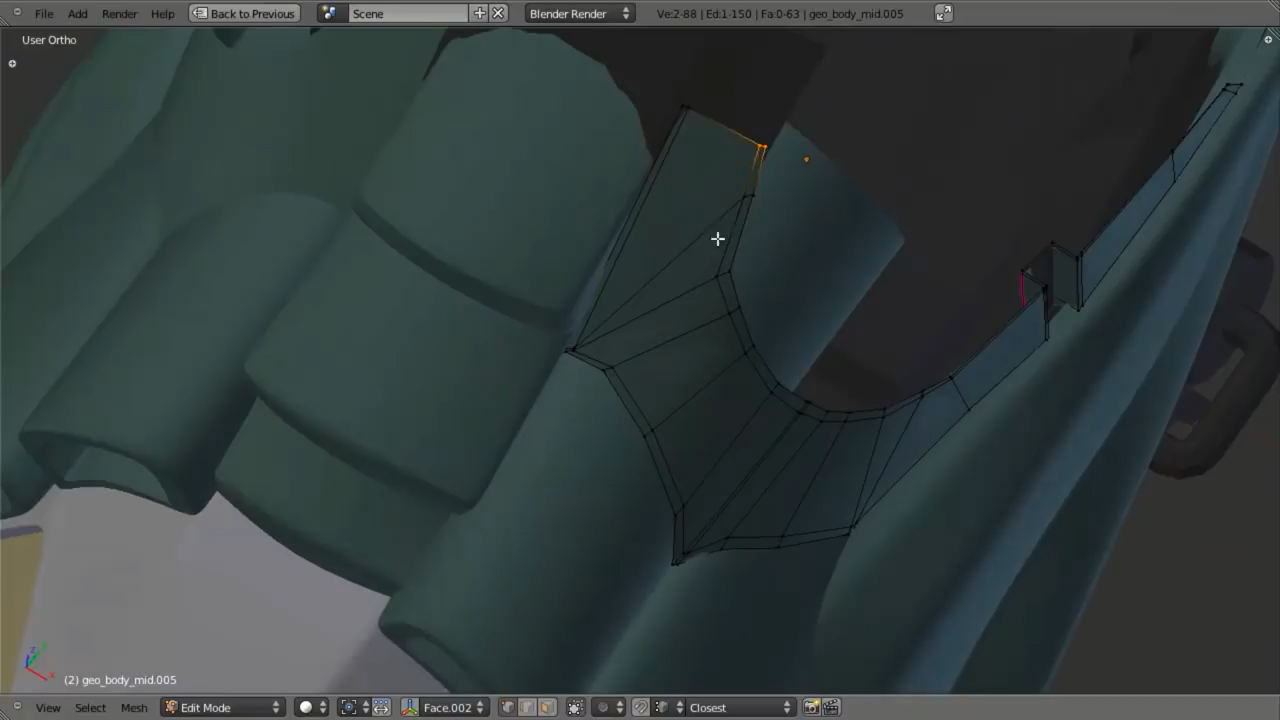 File Add Render Help Back to Previous Scene Blender Render Ve:2-88 | Ed:1-150 | Fa:0-63 | geo_body_mid.005
User Ortho
z y x
(2) geo_body_mid.005
View Select Mesh Edit Mode Face.002 Closest